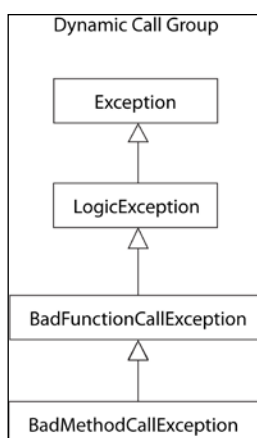 Dynamic Call Group
Exception
LogicException
BadFunctionCallException
BadMethodCallException